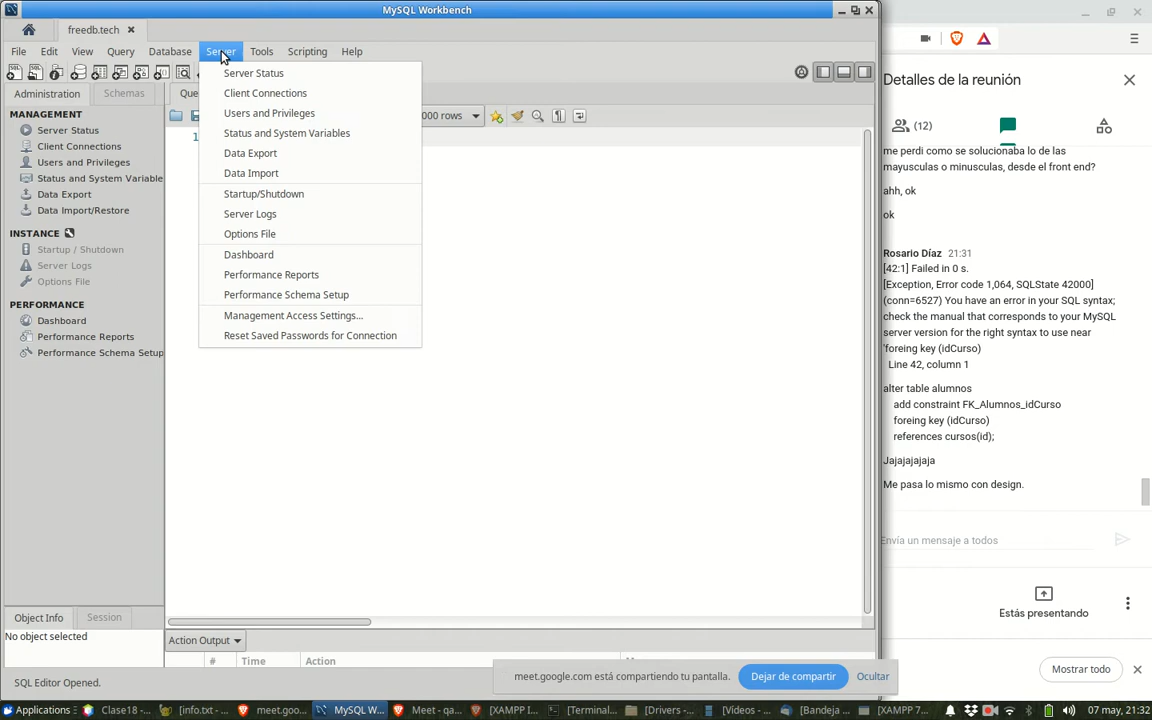 MySQL Workbench
freedb.tech
File Edit View Query Database Server Tools Scripting Help
Administration Schemas
MANAGEMENT
Server Status
Client Connections
Users and Privileges
Status and System Variable
Data Export
Data Import/Restore
INSTANCE
Startup / Shutdown
Server Logs
Options File
PERFORMANCE
Dashboard
Performance Reports
Performance Schema Setup
Object Info Session
No object selected
SQL Editor Opened.
Que
000 rows
1
Server Status
Client Connections
Users and Privileges
Status and System Variables
Data Export
Data Import
Startup/Shutdown
Server Logs
Options File
Dashboard
Performance Reports
Performance Schema Setup
Management Access Settings...
Reset Saved Passwords for Connection
Action Output
# Time Action
meet.google.com está compartiendo tu pantalla.
Dejar de compartir
Ocultar
Detalles de la reunión
(12)
me perdi como se solucionaba lo de las
mayusculas o minusculas, desde el front end?
ahh, ok
ok
Rosario Díaz 21:31
[42:1] Failed in 0 s.
[Exception, Error code 1,064, SQLState 42000]
(conn=6527) You have an error in your SQL syntax;
check the manual that corresponds to your MySQL
server version for the right syntax to use near
'foreing key (idCurso)
Line 42, column 1
alter table alumnos
add constraint FK_Alumnos_idCurso
foreing key (idCurso)
references cursos(id);
Jajajajajaja
Me pasa lo mismo con design.
Envía un mensaje a todos
Estás presentando
Mostrar todo
Applications
Clase18 -...
[info.txt - ...
meet.goo...
MySQL W...
Meet - qa...
[XAMPP I...
[Terminal...
[Drivers -...
[Vídeos - ...
[Bandeja ...
[XAMPP 7...
07 may, 21:32